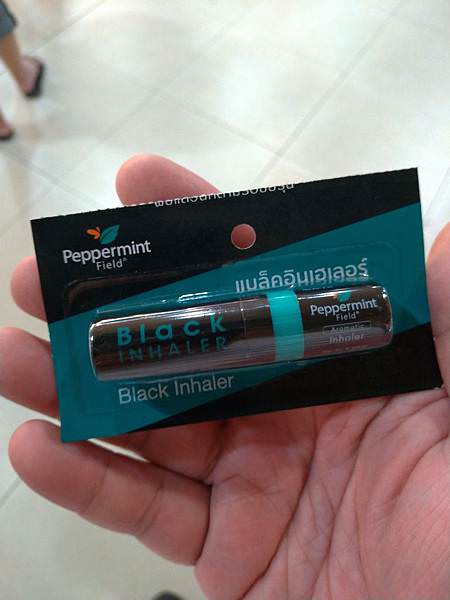 Peppermint
Field®
แบล็คอินเฮเลอร์
Black
INHALER
Peppermint
Field®
Aromatic
Inhaler
Black Inhaler